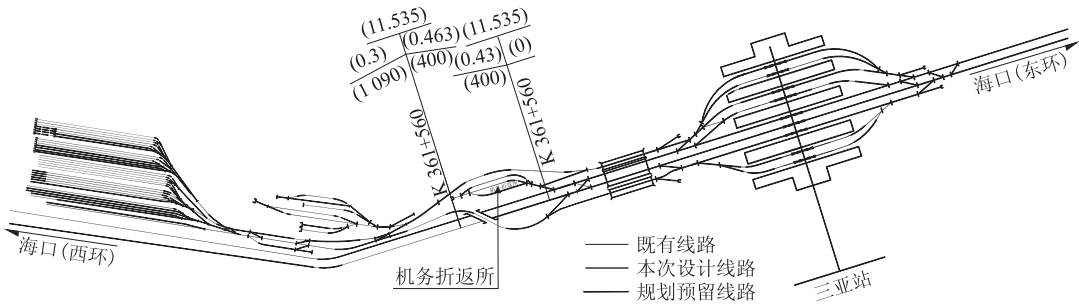 (11.535)
(0.3)
(0.463)
(1 090)
(400)
K 361+560
(11.535)
(0.43)
(0)
(400)
K 361+560
海口(东环)
海口(西环)
机务折返所
既有线路
本次设计线路
规划预留线路
三亚站